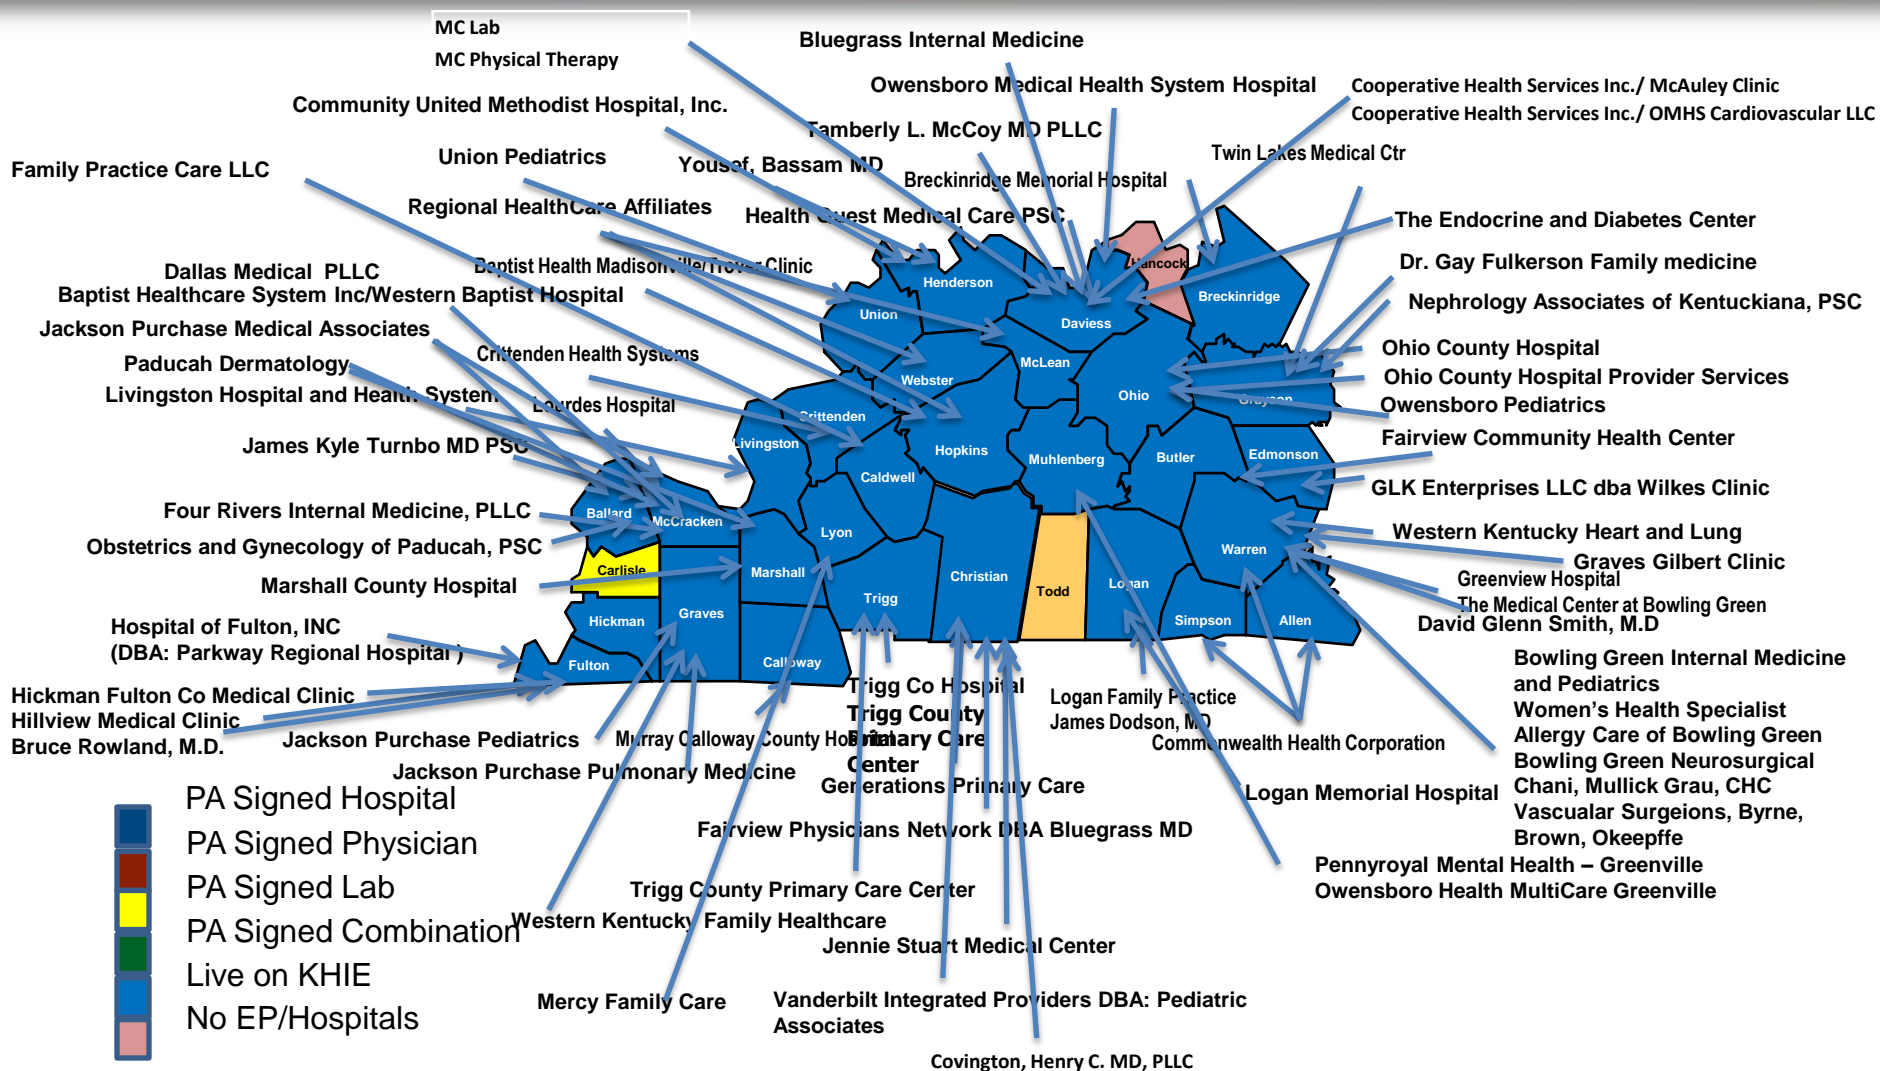 MC Lab
MC Physical Therapy
Bluegrass Internal Medicine
Owensboro Medical Health System Hospital
Cooperative Health Services Inc./ McAuley Clinic
Cooperative Health Services Inc./ OMHS Cardiovascular LLC
Community United Methodist Hospital, Inc.
Tamberly L. McCoy MD PLLC
Twin Lakes Medical Ctr
Union Pediatrics
Yousef, Bassam MD
Family Practice Care LLC
Breckinridge Memorial Hospital
Regional HealthCare Affiliates
Health Quest Medical Care PSC
The Endocrine and Diabetes Center
Dallas Medical PLLC
Baptist Health Madisonville/Trover Clinic
Hancock
Dr. Gay Fulkerson Family medicine
Baptist Healthcare System Inc/Western Baptist Hospital
Henderson
Breckinridge
Nephrology Associates of Kentuckiana, PSC
Union
Daviess
Jackson Purchase Medical Associates
Crittenden Health Systems
Ohio County Hospital
Paducah Dermatology
McLean
Webster
Ohio County Hospital Provider Services
Livingston Hospital and Health System
Lourdes Hospital
Ohio
Grayson
Owensboro Pediatrics
Crittenden
Livingston
James Kyle Turnbo MD PSC
Hopkins
Muhlenberg
Butler
Edmonson
Fairview Community Health Center
Caldwell
GLK Enterprises LLC dba Wilkes Clinic
Four Rivers Internal Medicine, PLLC
Ballard
McCracken
Lyon
Western Kentucky Heart and Lung
Obstetrics and Gynecology of Paducah, PSC
Warren
Graves Gilbert Clinic
Carlisle
Marshall
Christian
Todd
Logan
Greenview Hospital
Marshall County Hospital
Trigg
The Medical Center at Bowling Green
Hospital of Fulton, INC
(DBA: Parkway Regional Hospital )
Hickman
Graves
Simpson
Allen
David Glenn Smith, M.D
Fulton
Calloway
Bowling Green Internal Medicine
and Pediatrics
Women's Health Specialist
Allergy Care of Bowling Green
Bowling Green Neurosurgical
Chani, Mullick Grau, CHC
Vascualar Surgeions, Byrne,
Brown, Okeepffe
Hickman Fulton Co Medical Clinic
Hillview Medical Clinic
Bruce Rowland, M.D.
Trigg Co Hospital
Trigg County
Primary Care
Center
Logan Family Practice
James Dodson, MD
Jackson Purchase Pediatrics
Murray Calloway County Hospital
Commonwealth Health Corporation
Jackson Purchase Pulmonary Medicine
Generations Primary Care
Logan Memorial Hospital
PA Signed Hospital
PA Signed Physician
PA Signed Lab
PA Signed Combination
Live on KHIE
No EP/Hospitals
Fairview Physicians Network DBA Bluegrass MD
Pennyroyal Mental Health – Greenville
Owensboro Health MultiCare Greenville
Trigg County Primary Care Center
Western Kentucky Family Healthcare
Jennie Stuart Medical Center
Mercy Family Care
Vanderbilt Integrated Providers DBA: Pediatric
Associates
Covington, Henry C. MD, PLLC